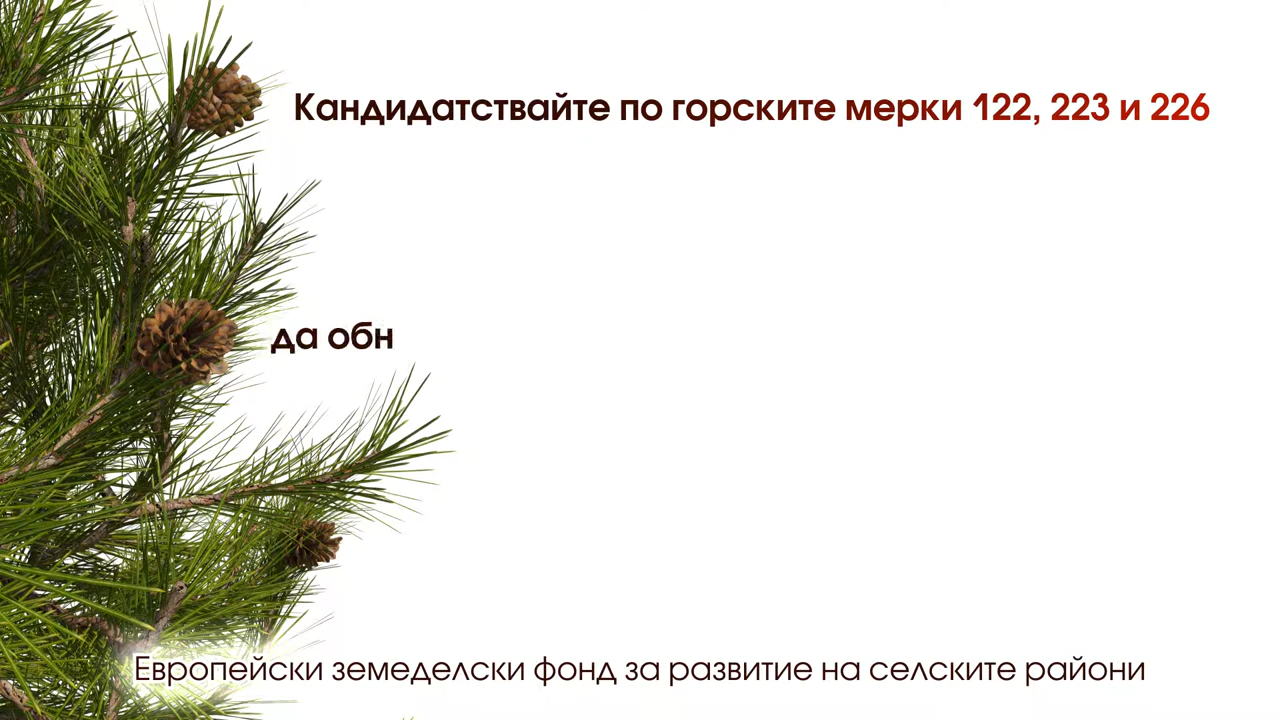 Кандидатствайте по горските мерки 122, 223 и 226
да обн
Европейски земеделски фонд за развитие на селските райони